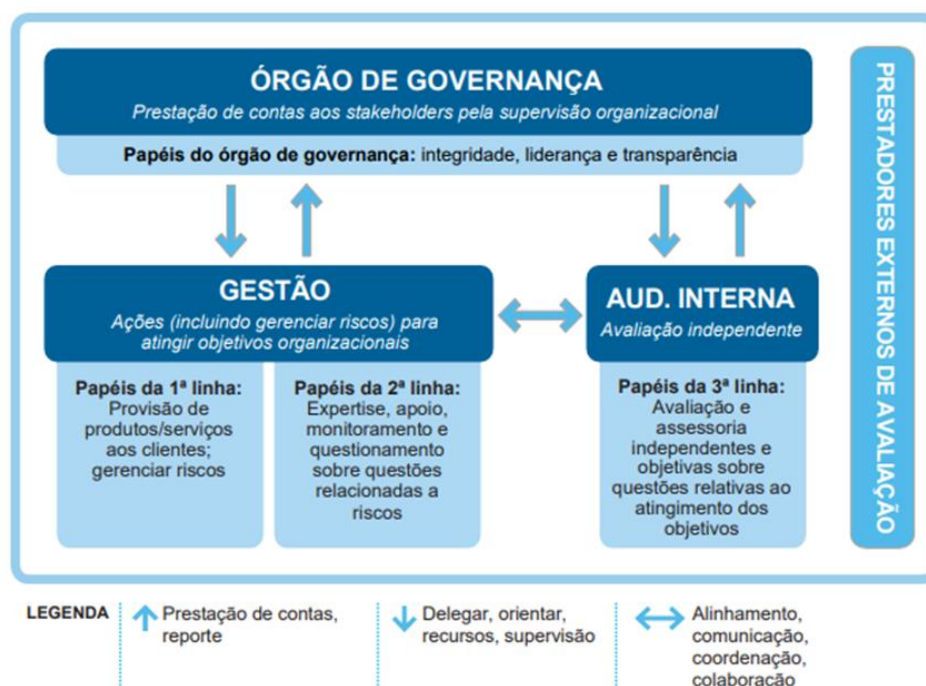 ÓRGÃO DE GOVERNANÇA
Prestação de contas aos stakeholders pela supervisão organizacional
Papéis do órgão de governança: integridade, liderança e transparência
GESTÃO
Ações (incluindo gerenciar riscos) para
atingir objetivos organizacionais
Papéis da 1ª linha:
Provisão de
produtos/serviços
aos clientes;
gerenciar riscos
Papéis da 2ª linha:
Expertise, apoio,
monitoramento e
questionamento
sobre questões
relacionadas a
riscos
AUD. INTERNA
Avaliação independente
Papéis da 3ª linha:
Avaliação e
assessoria
independentes e
objetivas sobre
questões relativas ao
atingimento dos
objetivos
PRESTADORES EXTERNOS DE AVALIAÇÃO
LEGENDA
Prestação de contas,
reporte
Delegar, orientar,
recursos, supervisão
Alinhamento,
comunicação,
coordenação,
colaboração